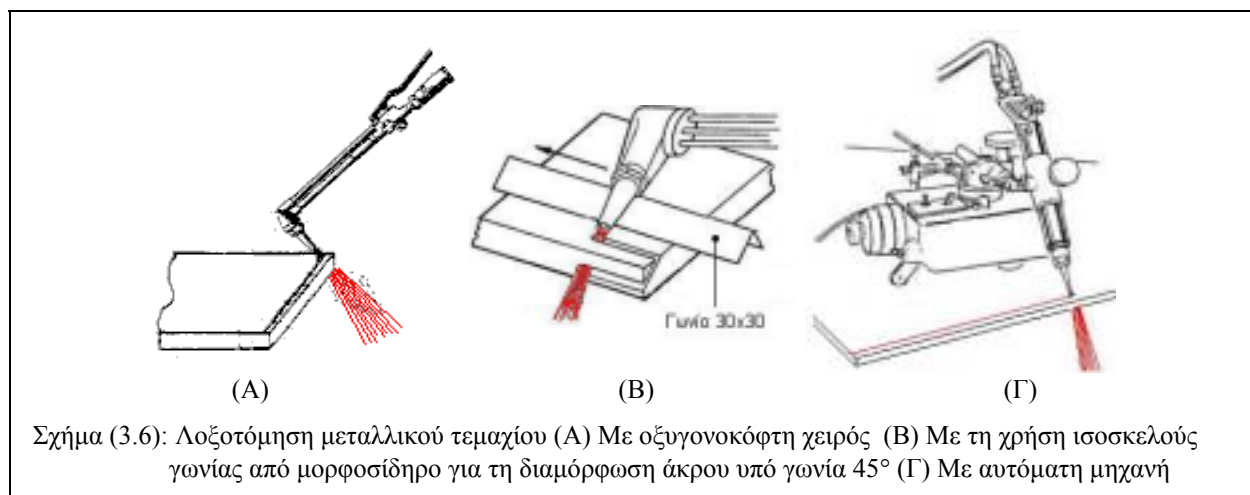 Γωνία 30x30
(Α) (Β) (Γ)
Σχήμα (3.6): Λοξοτόμηση μεταλλικού τεμαχίου (Α) Με οξυγονοκόφτη χειρός (Β) Με τη χρήση ισοσκελούς
γωνίας από μορφοσίδηρο για τη διαμόρφωση άκρου υπό γωνία 45° (Γ) Με αυτόματη μηχανή